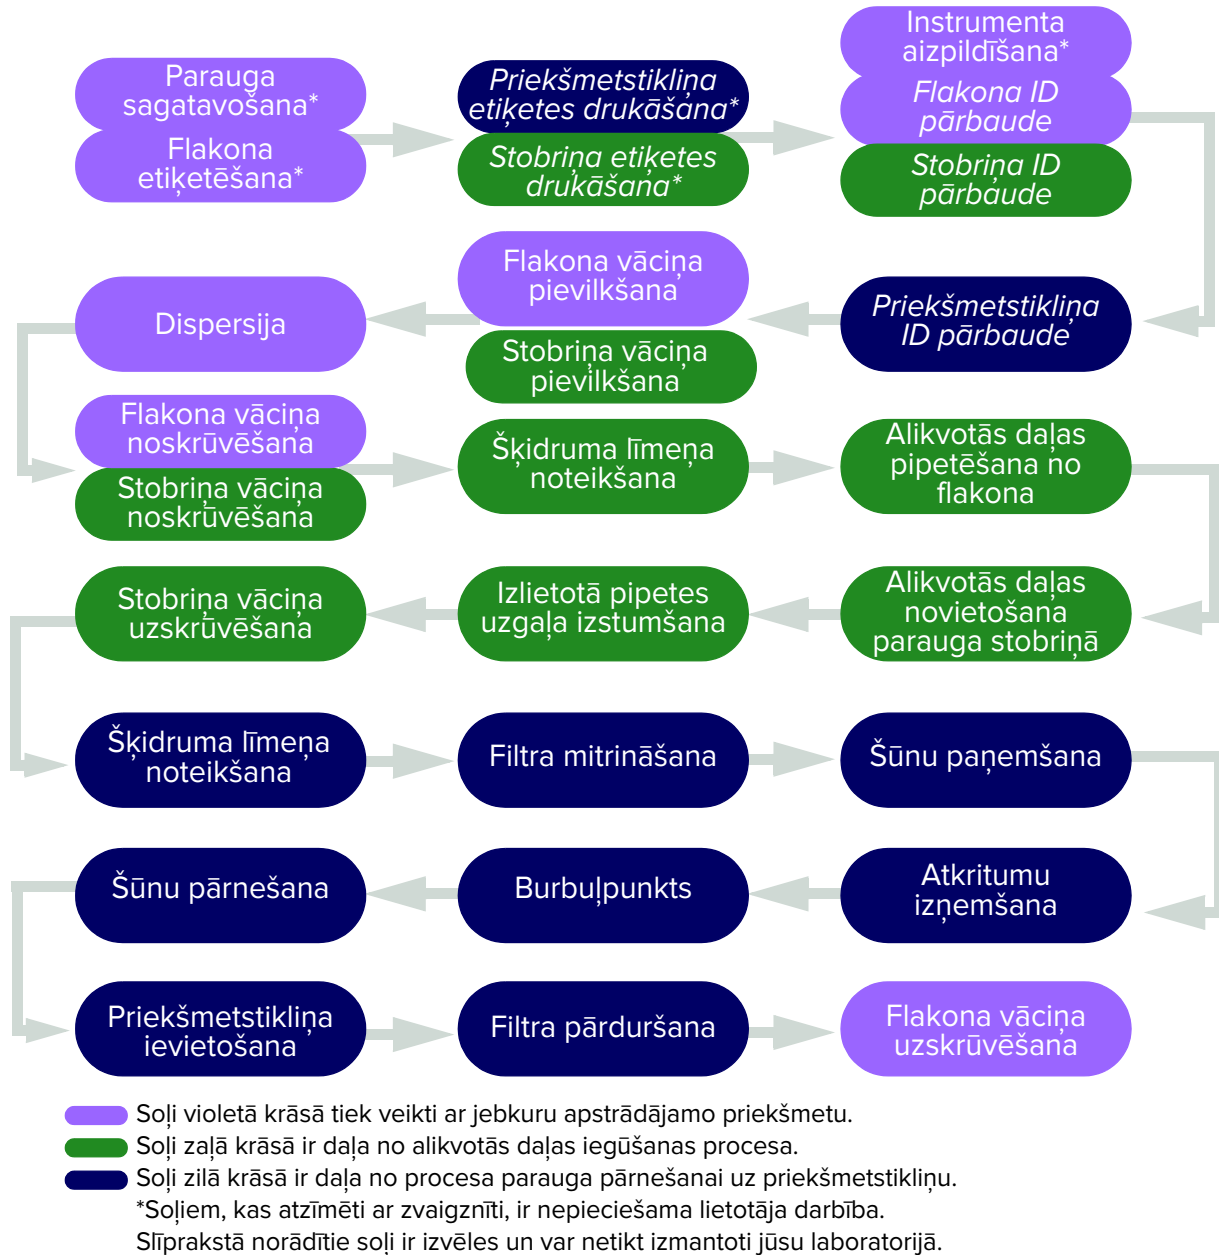 Parauga
sagatavošana*
Flakona
etiķetēšana*
Priekšmetstikliņa
etiķetes drukāšana*
Stobriņa etiķetes
drukāšana*
Instrumenta
aizpildīšana*
Flakona ID
pārbaude
Stobriņa ID
pārbaude
Priekšmetstikliņa
ID pārbaude
Flakona vāciņa
pievilkšana
Stobriņa vāciņa
pievilkšana
Dispersija
Flakona vāciņa
noskrūvēšana
Stobriņa vāciņa
noskrūvēšana
Šķidruma līmeņa
noteikšana
Alikvotās daļas
pipetēšana no
flakona
Alikvotās daļas
novietošana
parauga stobriņā
Izlietotā pipetes
uzgaļa izstumšana
Stobriņa vāciņa
uzskrūvēšana
Šķidruma līmeņa
noteikšana
Filtra mitrināšana
Šūnu paņemšana
Atkritumu
izņemšana
Burbuļpunkts
Šūnu pārnešana
Priekšmetstikliņa
ievietošana
Filtra pārduršana
Flakona vāciņa
uzskrūvēšana
Soļi violetā krāsā tiek veikti ar jebkuru apstrādājamo priekšmetu.
Soļi zaļā krāsā ir daļa no alikvotās daļas iegūšanas procesa.
Soļi zilā krāsā ir daļa no procesa parauga pārnešanai uz priekšmetstikliņu.
*Soļiem, kas atzīmēti ar zvaigznīti, ir nepieciešama lietotāja darbība.
Slīprakstā norādītie soļi ir izvēles un var netikt izmantoti jūsu laboratorijā.